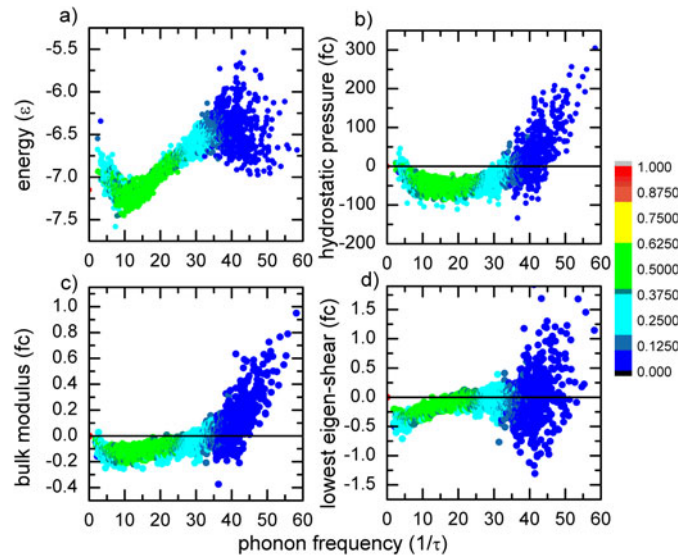 a)
energy (ε)
-5.5
-6.0
-6.5
-7.0
-7.5
0 10 20 30 40 50 60
b)
hydrostatic pressure (fc)
300
200
100
0
-100
-200
0 10 20 30 40 50 60
c)
bulk modulus (fc)
1.0
0.8
0.6
0.4
0.2
0.0
-0.2
-0.4
0 10 20 30 40 50 60
d)
lowest eigen-shear (fc)
1.5
1.0
0.5
0.0
-0.5
-1.0
-1.5
0 10 20 30 40 50 60
phonon frequency (1/τ)
1.000
0.8750
0.7500
0.6250
0.5000
0.3750
0.2500
0.1250
0.000